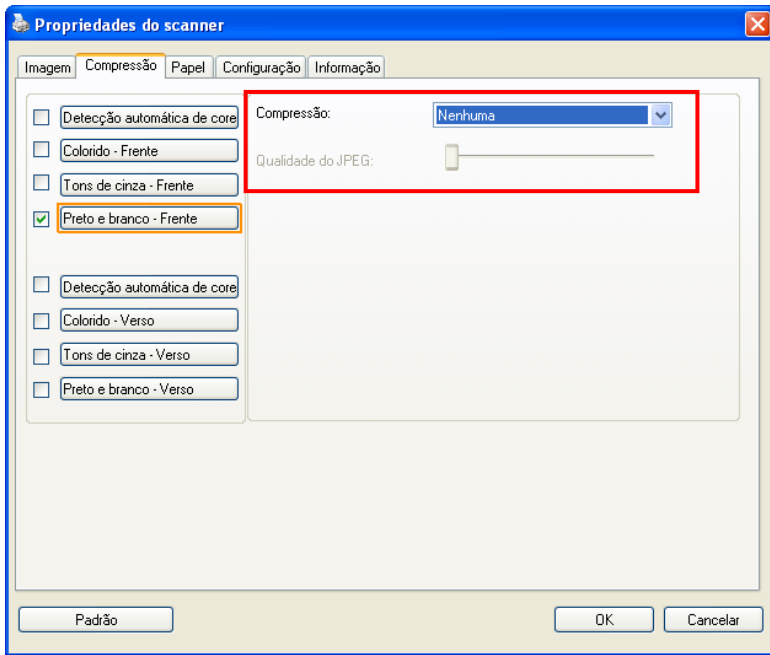 Propriedades do scanner
Imagem Compressão Papel Configuração Informação
Detecção automática de core
Colorido - Frente
Tons de cinza - Frente
Preto e branco - Frente
Detecção automática de core
Colorido - Verso
Tons de cinza - Verso
Preto e branco - Verso
Compressão: Nenhuma
Qualidade do JPEG:
Padrão OK Cancelar